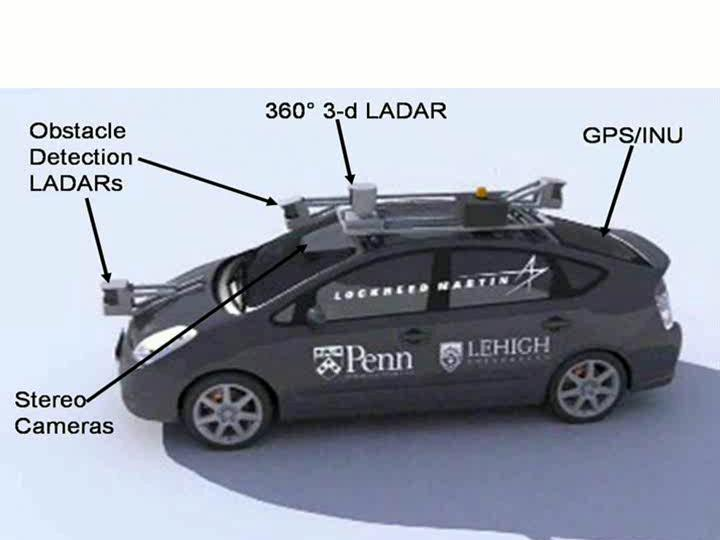 360° 3-d LADAR
Obstacle
Detection
LADARs
GPS/INU
LOCKHEED MARTIN
Penn
LEHIGH
Stereo
Cameras